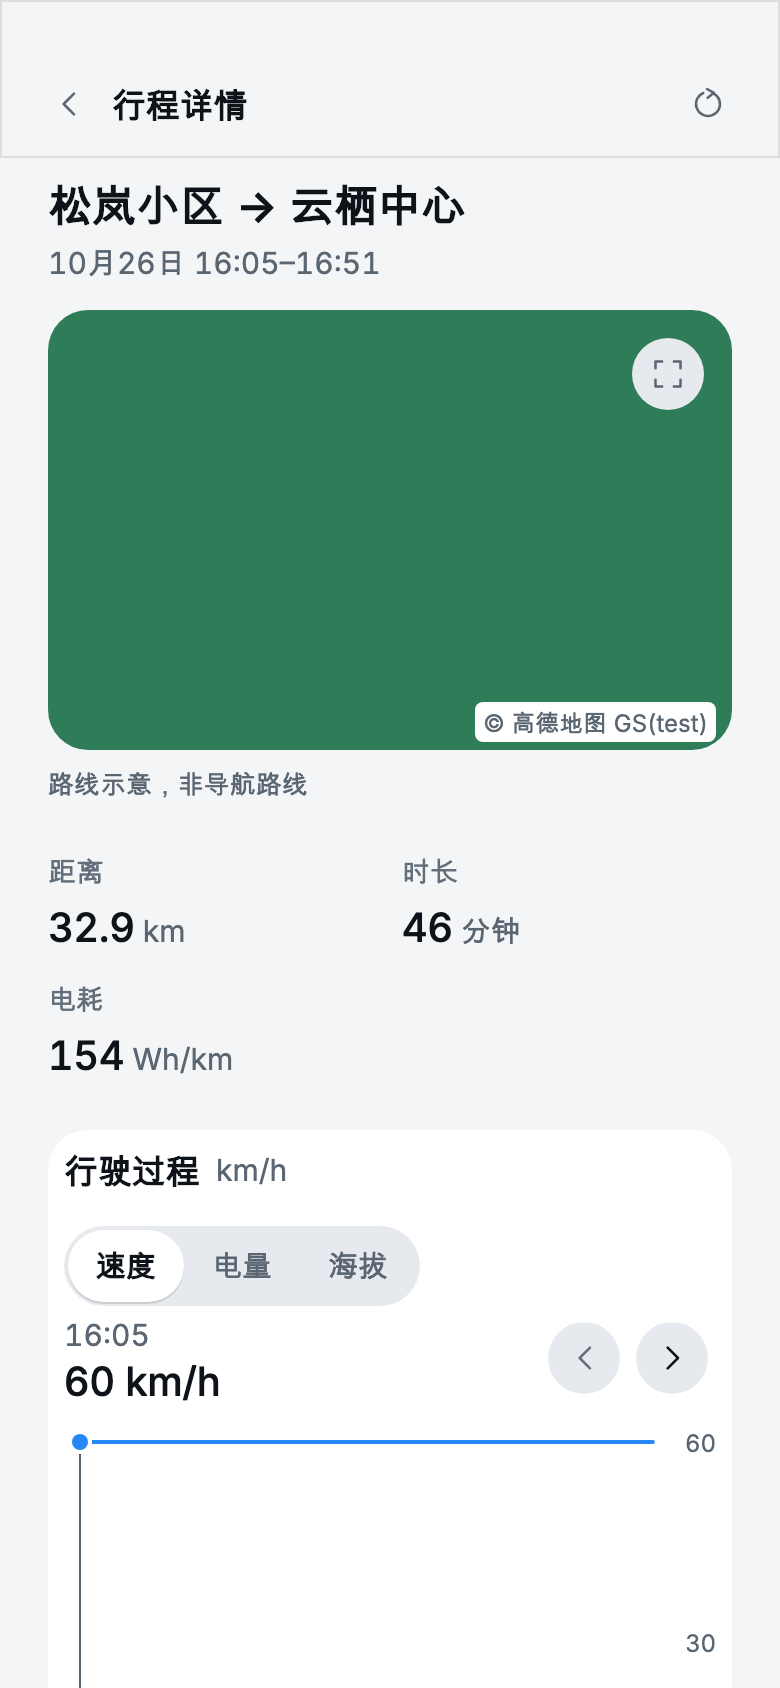 行程详情
松岚小区 → 云栖中心
10月26日 16:05–16:51
© 高德地图 GS(test)
路线示意，非导航路线
距离
32.9 km
时长
46 分钟
电耗
154 Wh/km
行驶过程 km/h
速度 电量 海拔
16:05
60 km/h
60
30